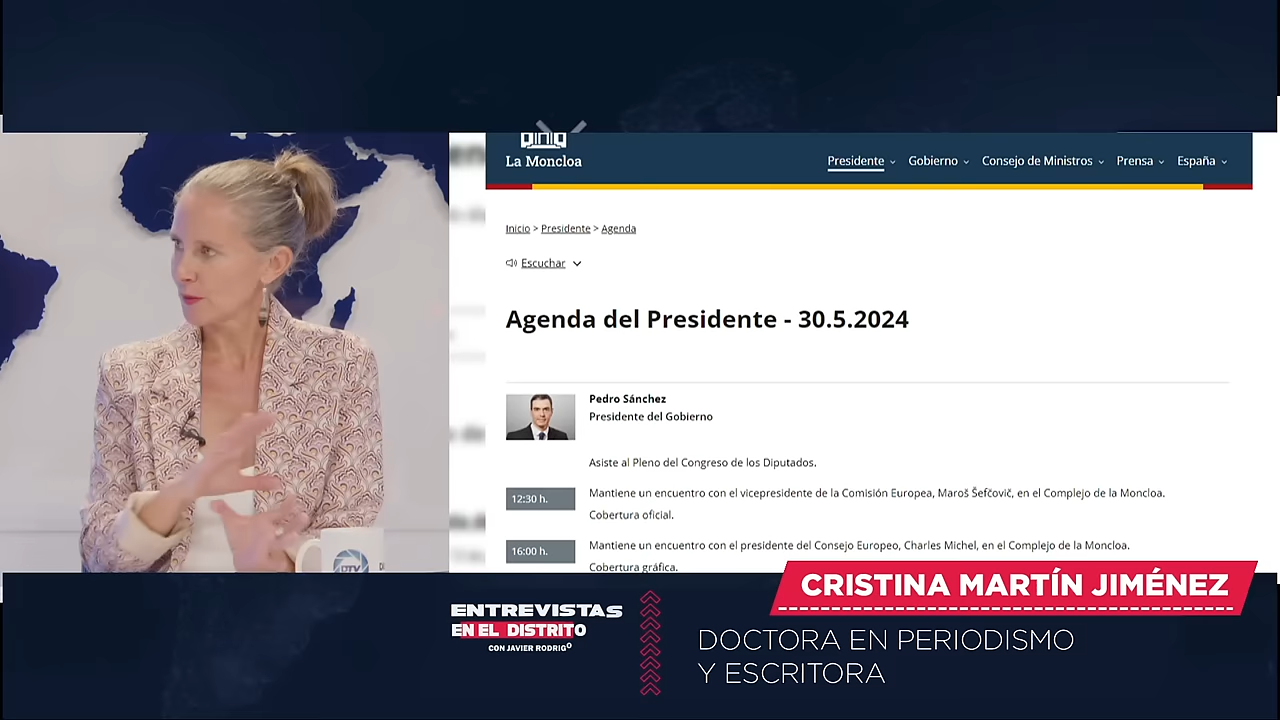 La Moncloa
Presidente
Gobierno
Consejo de Ministros
Prensa
España
Inicio > Presidente > Agenda
Escuchar
Agenda del Presidente - 30.5.2024
Pedro Sánchez
Presidente del Gobierno
Asiste al Pleno del Congreso de los Diputados.
12:30 h.
Mantiene un encuentro con el vicepresidente de la Comisión Europea, Maroš Šefčovič, en el Complejo de la Moncloa.
Cobertura oficial.
16:00 h.
Mantiene un encuentro con el presidente del Consejo Europeo, Charles Michel, en el Complejo de la Moncloa.
Cobertura gráfica.
DTV
CRISTINA MARTÍN JIMÉNEZ
ENTREVISTAS
EN EL DISTRITO
CON JAVIER RODRIGO
DOCTORA EN PERIODISMO
Y ESCRITORA